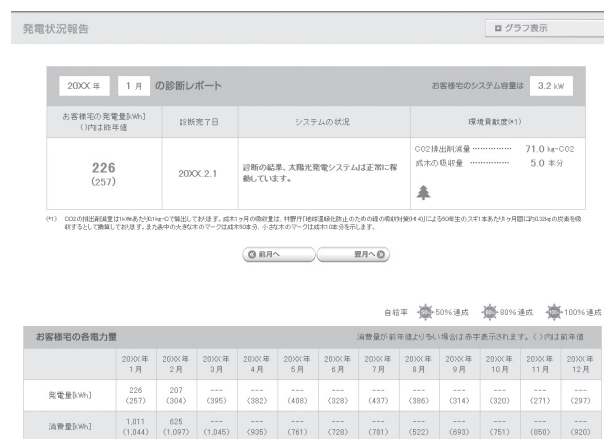 発電状況報告
グラフ表示
20XX 年 1 月 の診断レポート
お客様宅のシステム容量は 3.2 kW
お客様宅の発電量[kWh] 診断完了日 システムの状況 環境貢献度(*1)
()内は昨年値
226
(257)
20XX.2.1
診断の結果、太陽光発電システムは正常に稼
動しています。
CO2排出削減量 …………… 71.0 kg-CO2
成木の吸収量 …………… 5.0 本分
前月へ 翌月へ
自給率 50%達成 80%達成 100%達成
お客様宅の各電力量 消費量が前年値より多い場合は赤字表示されます。()内は前年値
20XX年 20XX年 20XX年 20XX年 20XX年 20XX年 20XX年 20XX年 20XX年 20XX年 20XX年 20XX年
1月 2月 3月 4月 5月 6月 7月 8月 9月 10月 11月 12月
発電量[kWh] 226 207 --- --- --- --- --- --- --- --- --- ---
(257) (304) (395) (382) (408) (328) (437) (386) (314) (320) (271) (297)
消費量[kWh] 1,011 625 --- --- --- --- --- --- --- --- --- ---
(1,044) (1,097) (1,045) (935) (761) (728) (781) (522) (693) (751) (850) (920)